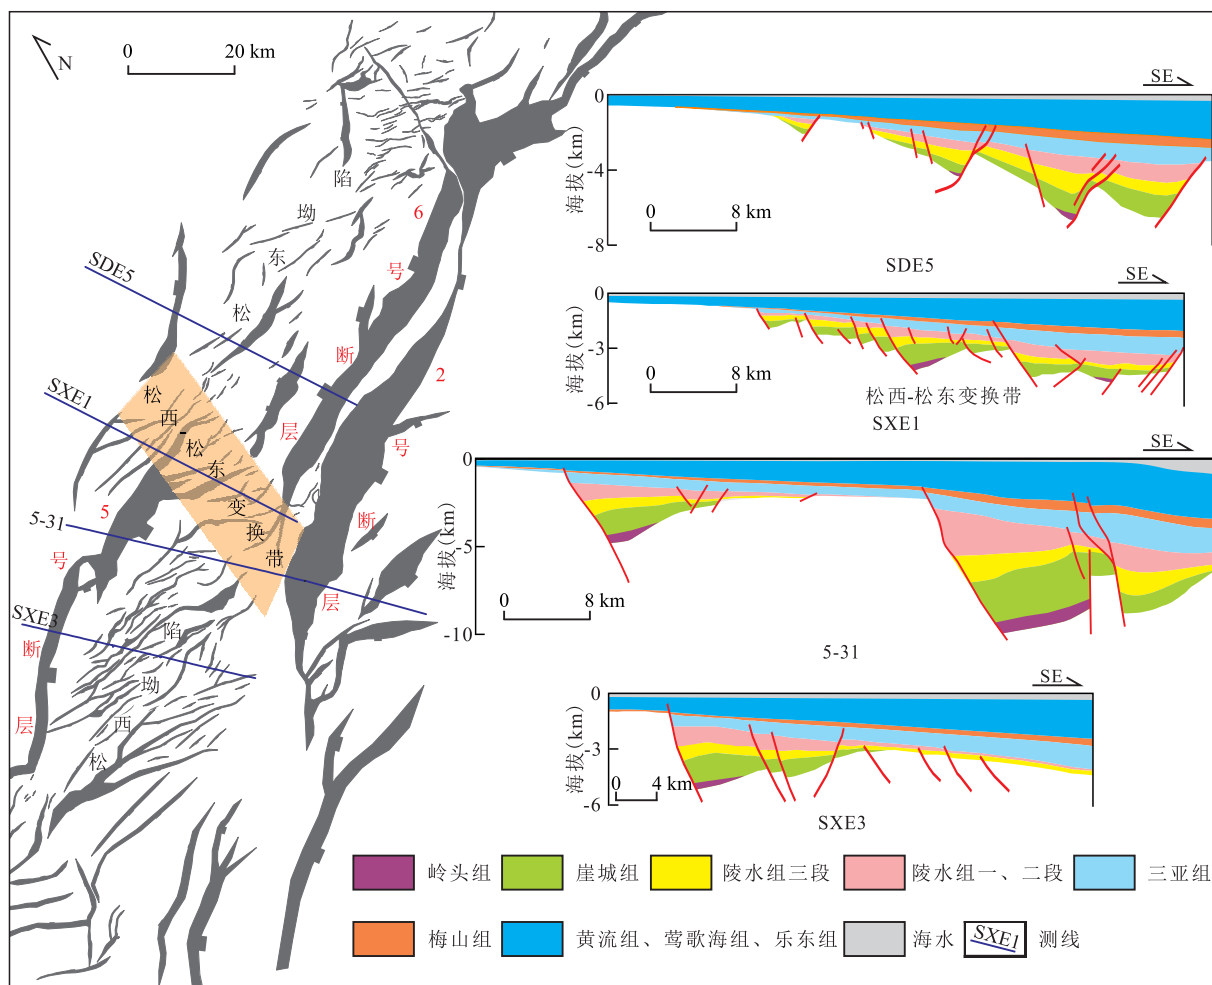 N
0 20 km
陷
坳
东
松
6
号
断
层
2
号
断
层
SDE5
SXE1
5-31
SXE3
松
西
-
松
东
变
换
带
5
号
断
层
陷
坳
西
松
SE
0
-4
-8
海拔(km)
0 8 km
SDE5
SE
0
-3
-6
海拔(km)
0 8 km
松西-松东变换带
SXE1
SE
0
-5
-10
海拔(km)
0 8 km
5-31
SE
0
-3
-6
海拔(km)
0 4 km
SXE3
岭头组 崖城组 陵水组三段 陵水组一、二段 三亚组
梅山组 黄流组、莺歌海组、乐东组 海水 SXE1 测线